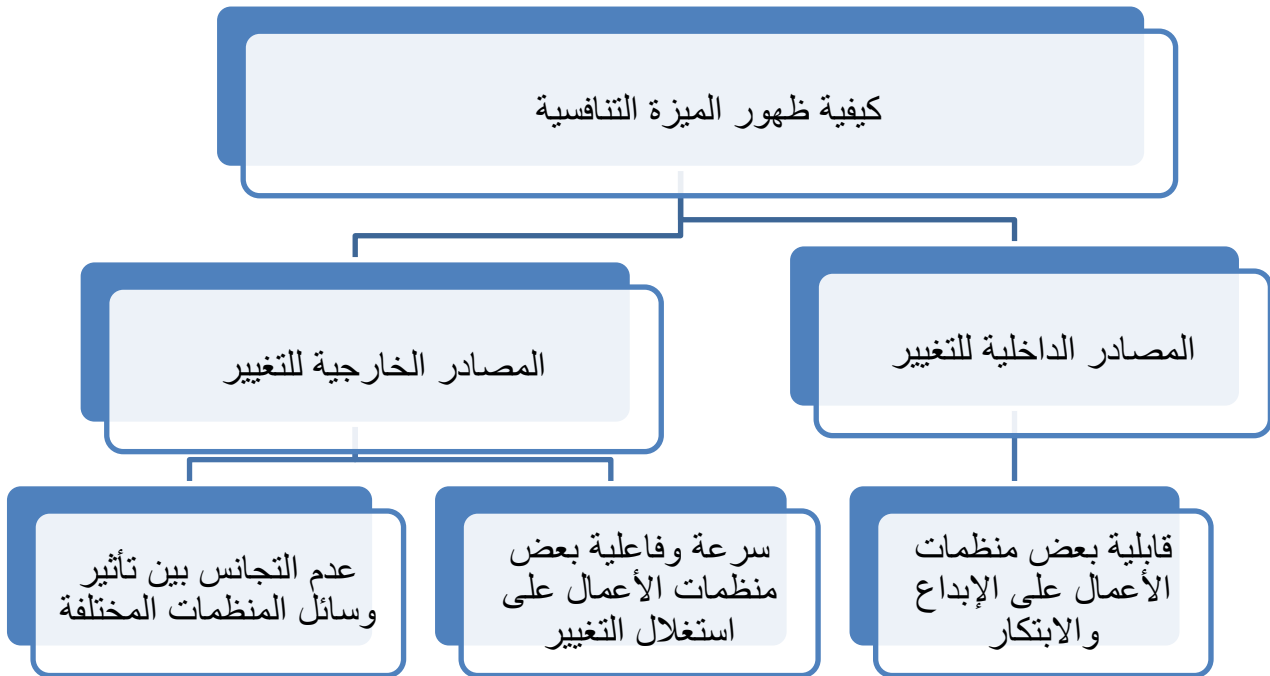 كيفية ظهور الميزة التنافسية
المصادر الداخلية للتغيير
المصادر الخارجية للتغيير
قابلية بعض منظمات
الأعمال على الإبداع
والابتكار
سرعة وفاعلية بعض
منظمات الأعمال على
استغلال التغيير
عدم التجانس بين تأثير
وسائل المنظمات المختلفة